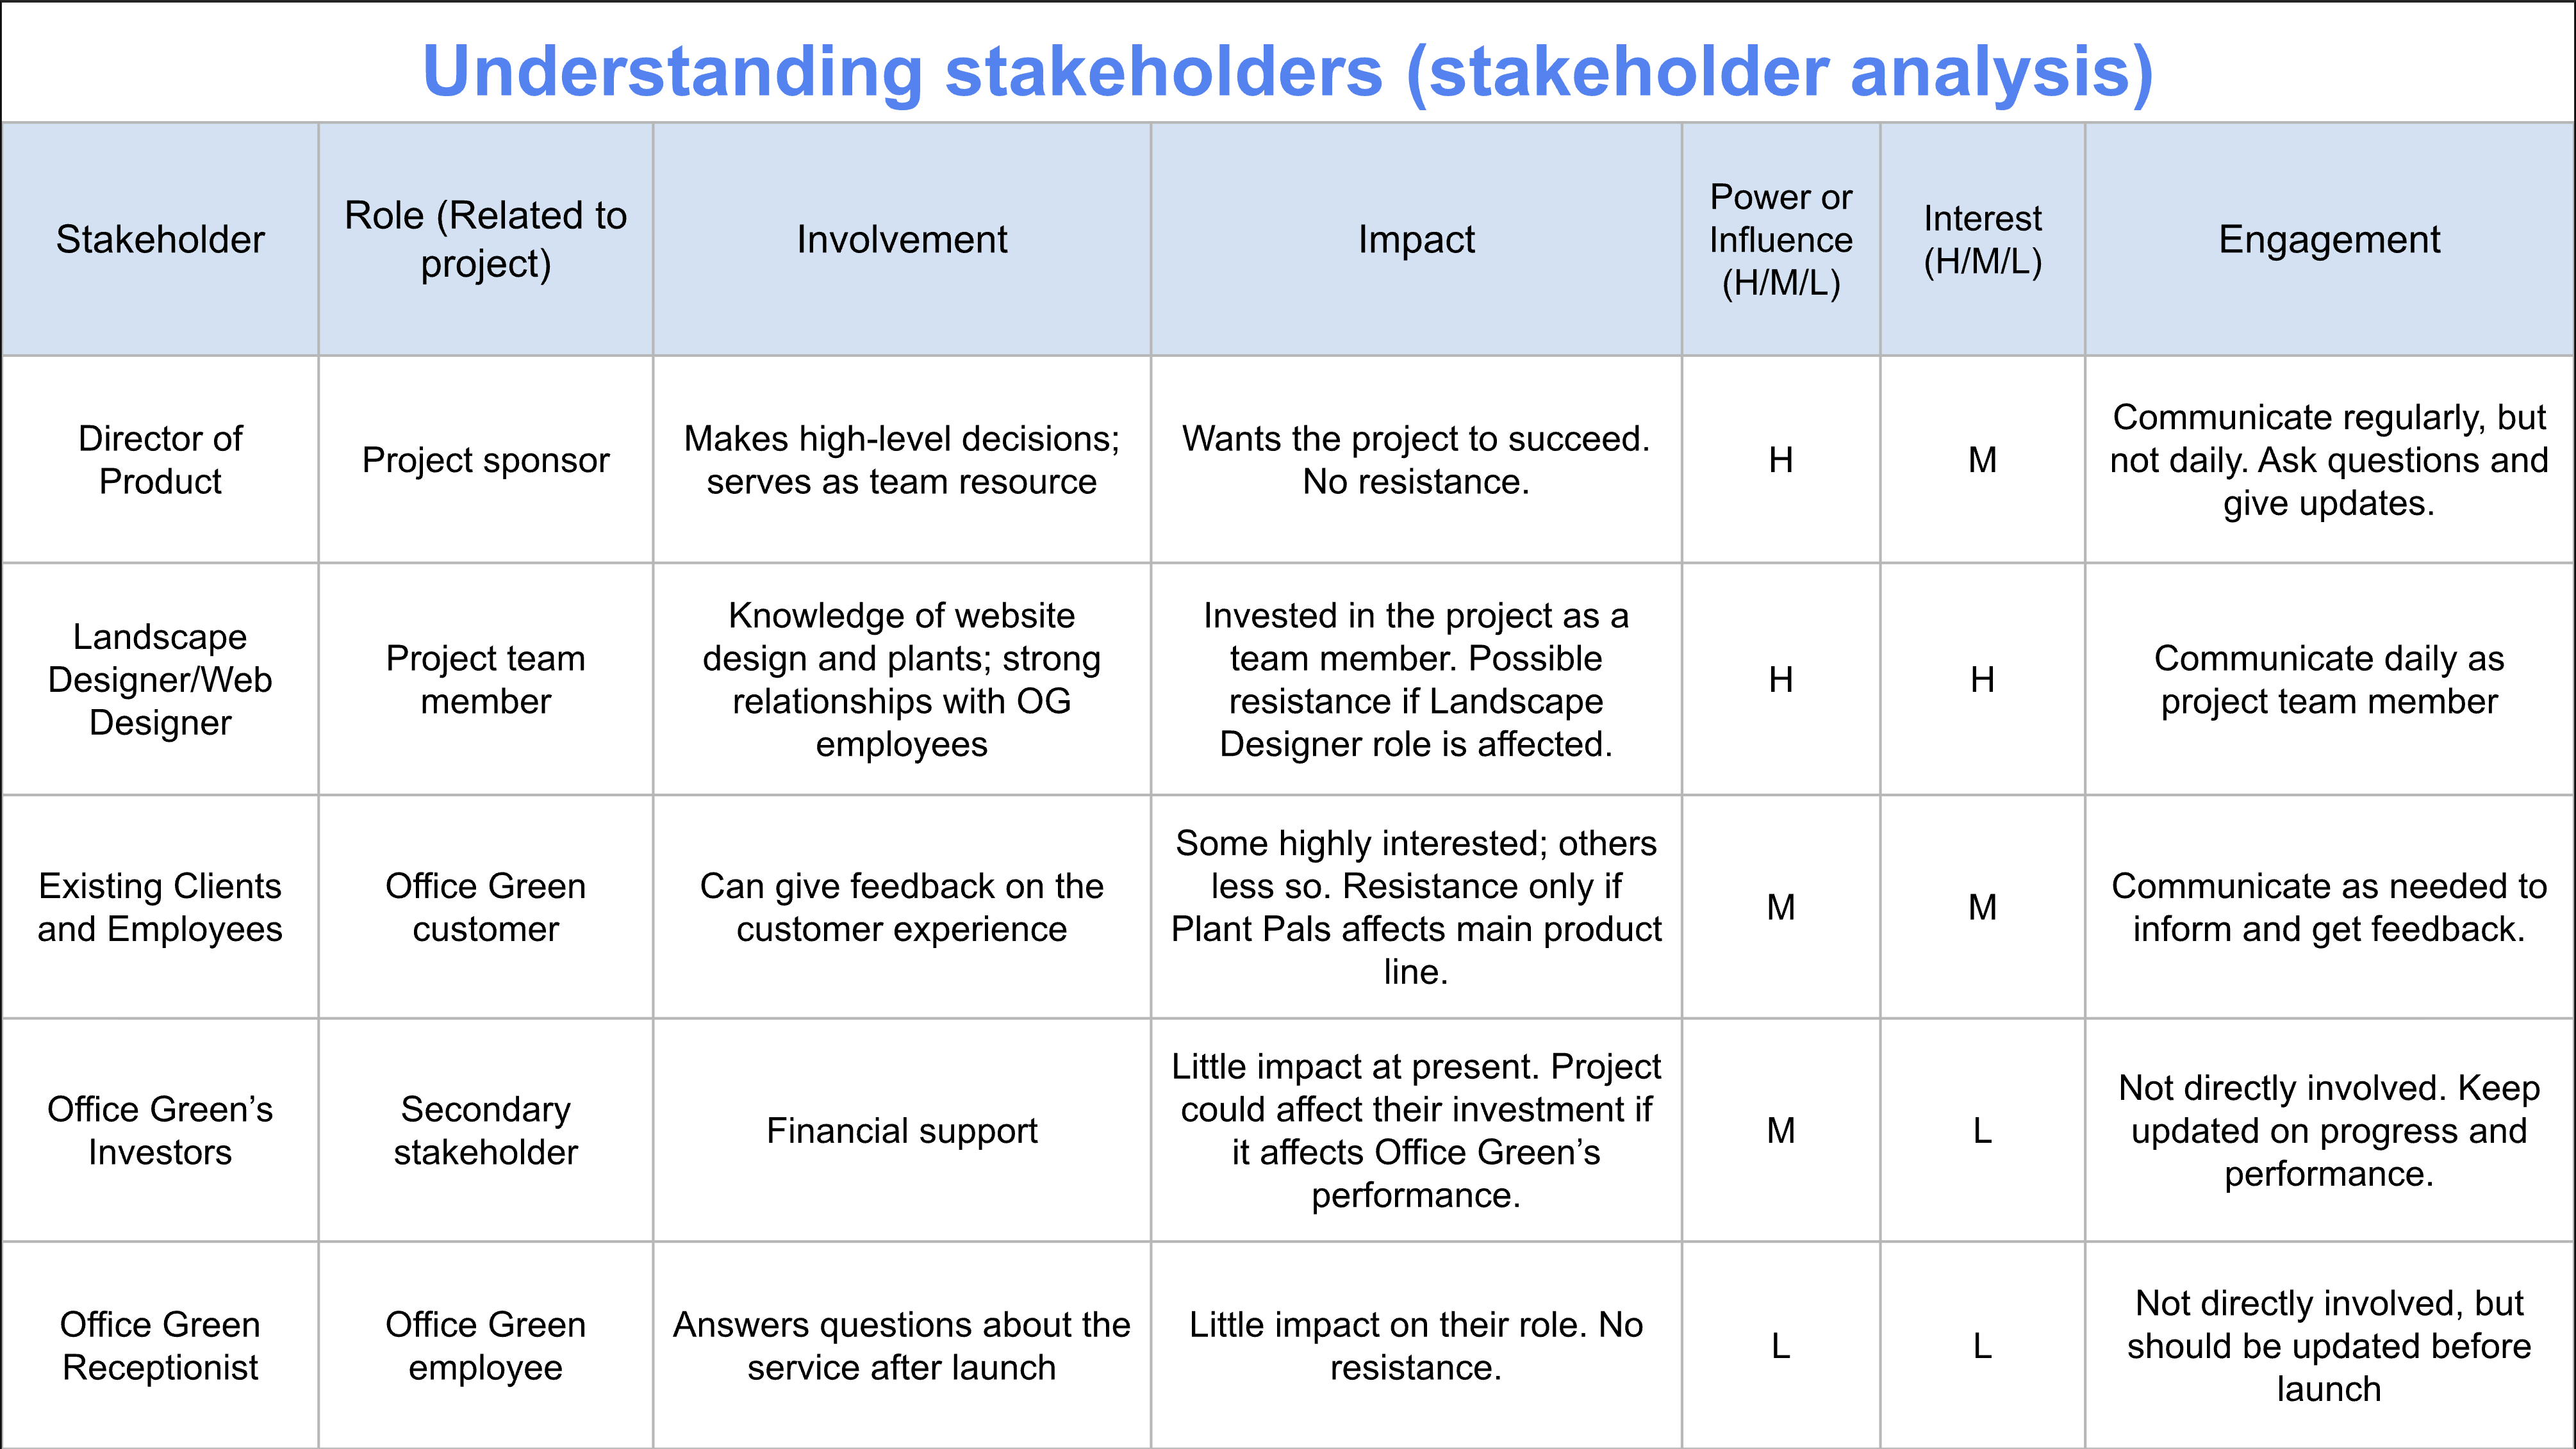 Understanding stakeholders (stakeholder analysis)
Stakeholder
Role (Related to
project)
Involvement
Impact
Power or
Influence
(H/M/L)
Interest
(H/M/L)
Engagement
Director of
Product
Project sponsor
Makes high-level decisions;
serves as team resource
Wants the project to succeed.
No resistance.
H
M
Communicate regularly, but
not daily. Ask questions and
give updates.
Landscape
Designer/Web
Designer
Project team
member
Knowledge of website
design and plants; strong
relationships with OG
employees
Invested in the project as a
team member. Possible
resistance if Landscape
Designer role is affected.
H
H
Communicate daily as
project team member
Existing Clients
and Employees
Office Green
customer
Can give feedback on the
customer experience
Some highly interested; others
less so. Resistance only if
Plant Pals affects main product
line.
M
M
Communicate as needed to
inform and get feedback.
Office Green’s
Investors
Secondary
stakeholder
Financial support
Little impact at present. Project
could affect their investment if
it affects Office Green’s
performance.
M
L
Not directly involved. Keep
updated on progress and
performance.
Office Green
Receptionist
Office Green
employee
Answers questions about the
service after launch
Little impact on their role. No
resistance.
L
L
Not directly involved, but
should be updated before
launch